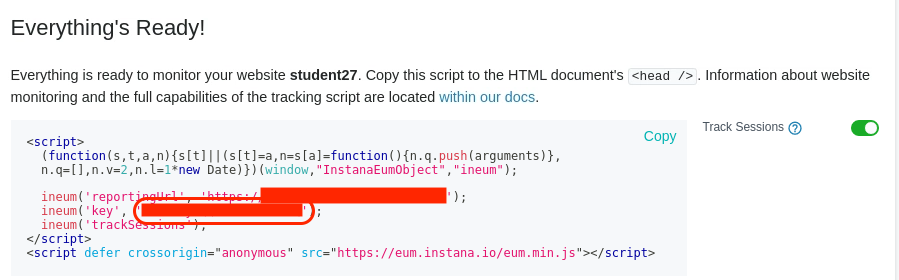 Everything's Ready!
Everything is ready to monitor your website student27. Copy this script to the HTML document's <head />. Information about website
monitoring and the full capabilities of the tracking script are located within our docs.
Copy
Track Sessions ?
<script>
(function(s,t,a,n){s[t]||(s[t]=a,n=s[a]=function(){n.q.push(arguments)},
n.q=[],n.v=2,n.l=1*new Date)})(window,"InstanaEumObject","ineum");
ineum('reportingUrl', 'https:/');
ineum('key', '');
ineum('trackSessions');
</script>
<script defer crossorigin="anonymous" src="https://eum.instana.io/eum.min.js"></script>